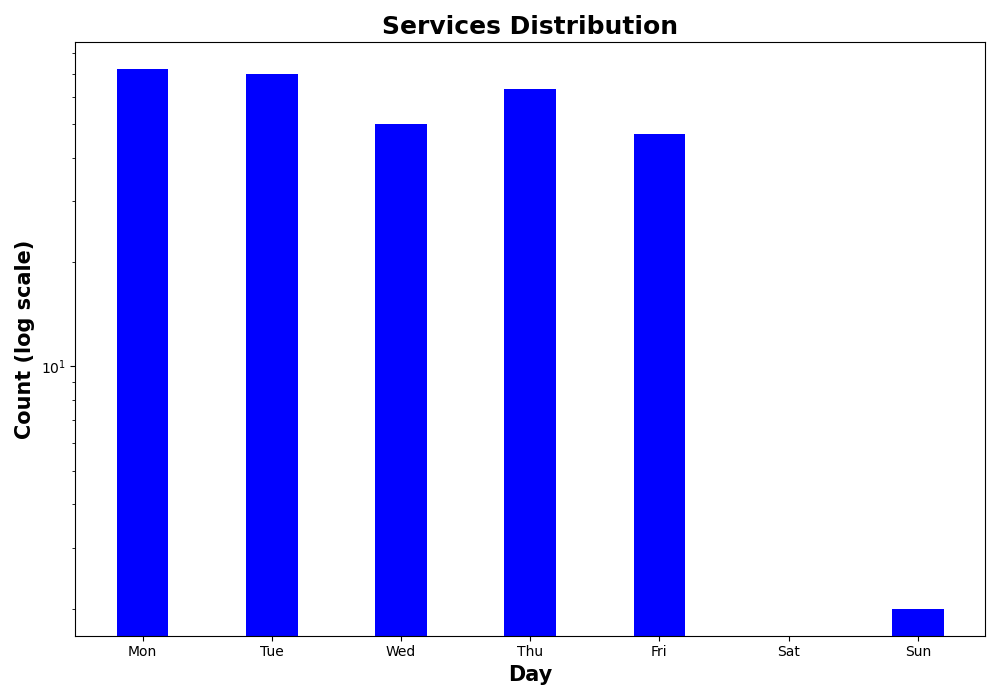 Services Distribution
Count (log scale)
10¹
Mon Tue Wed Thu Fri Sat Sun
Day